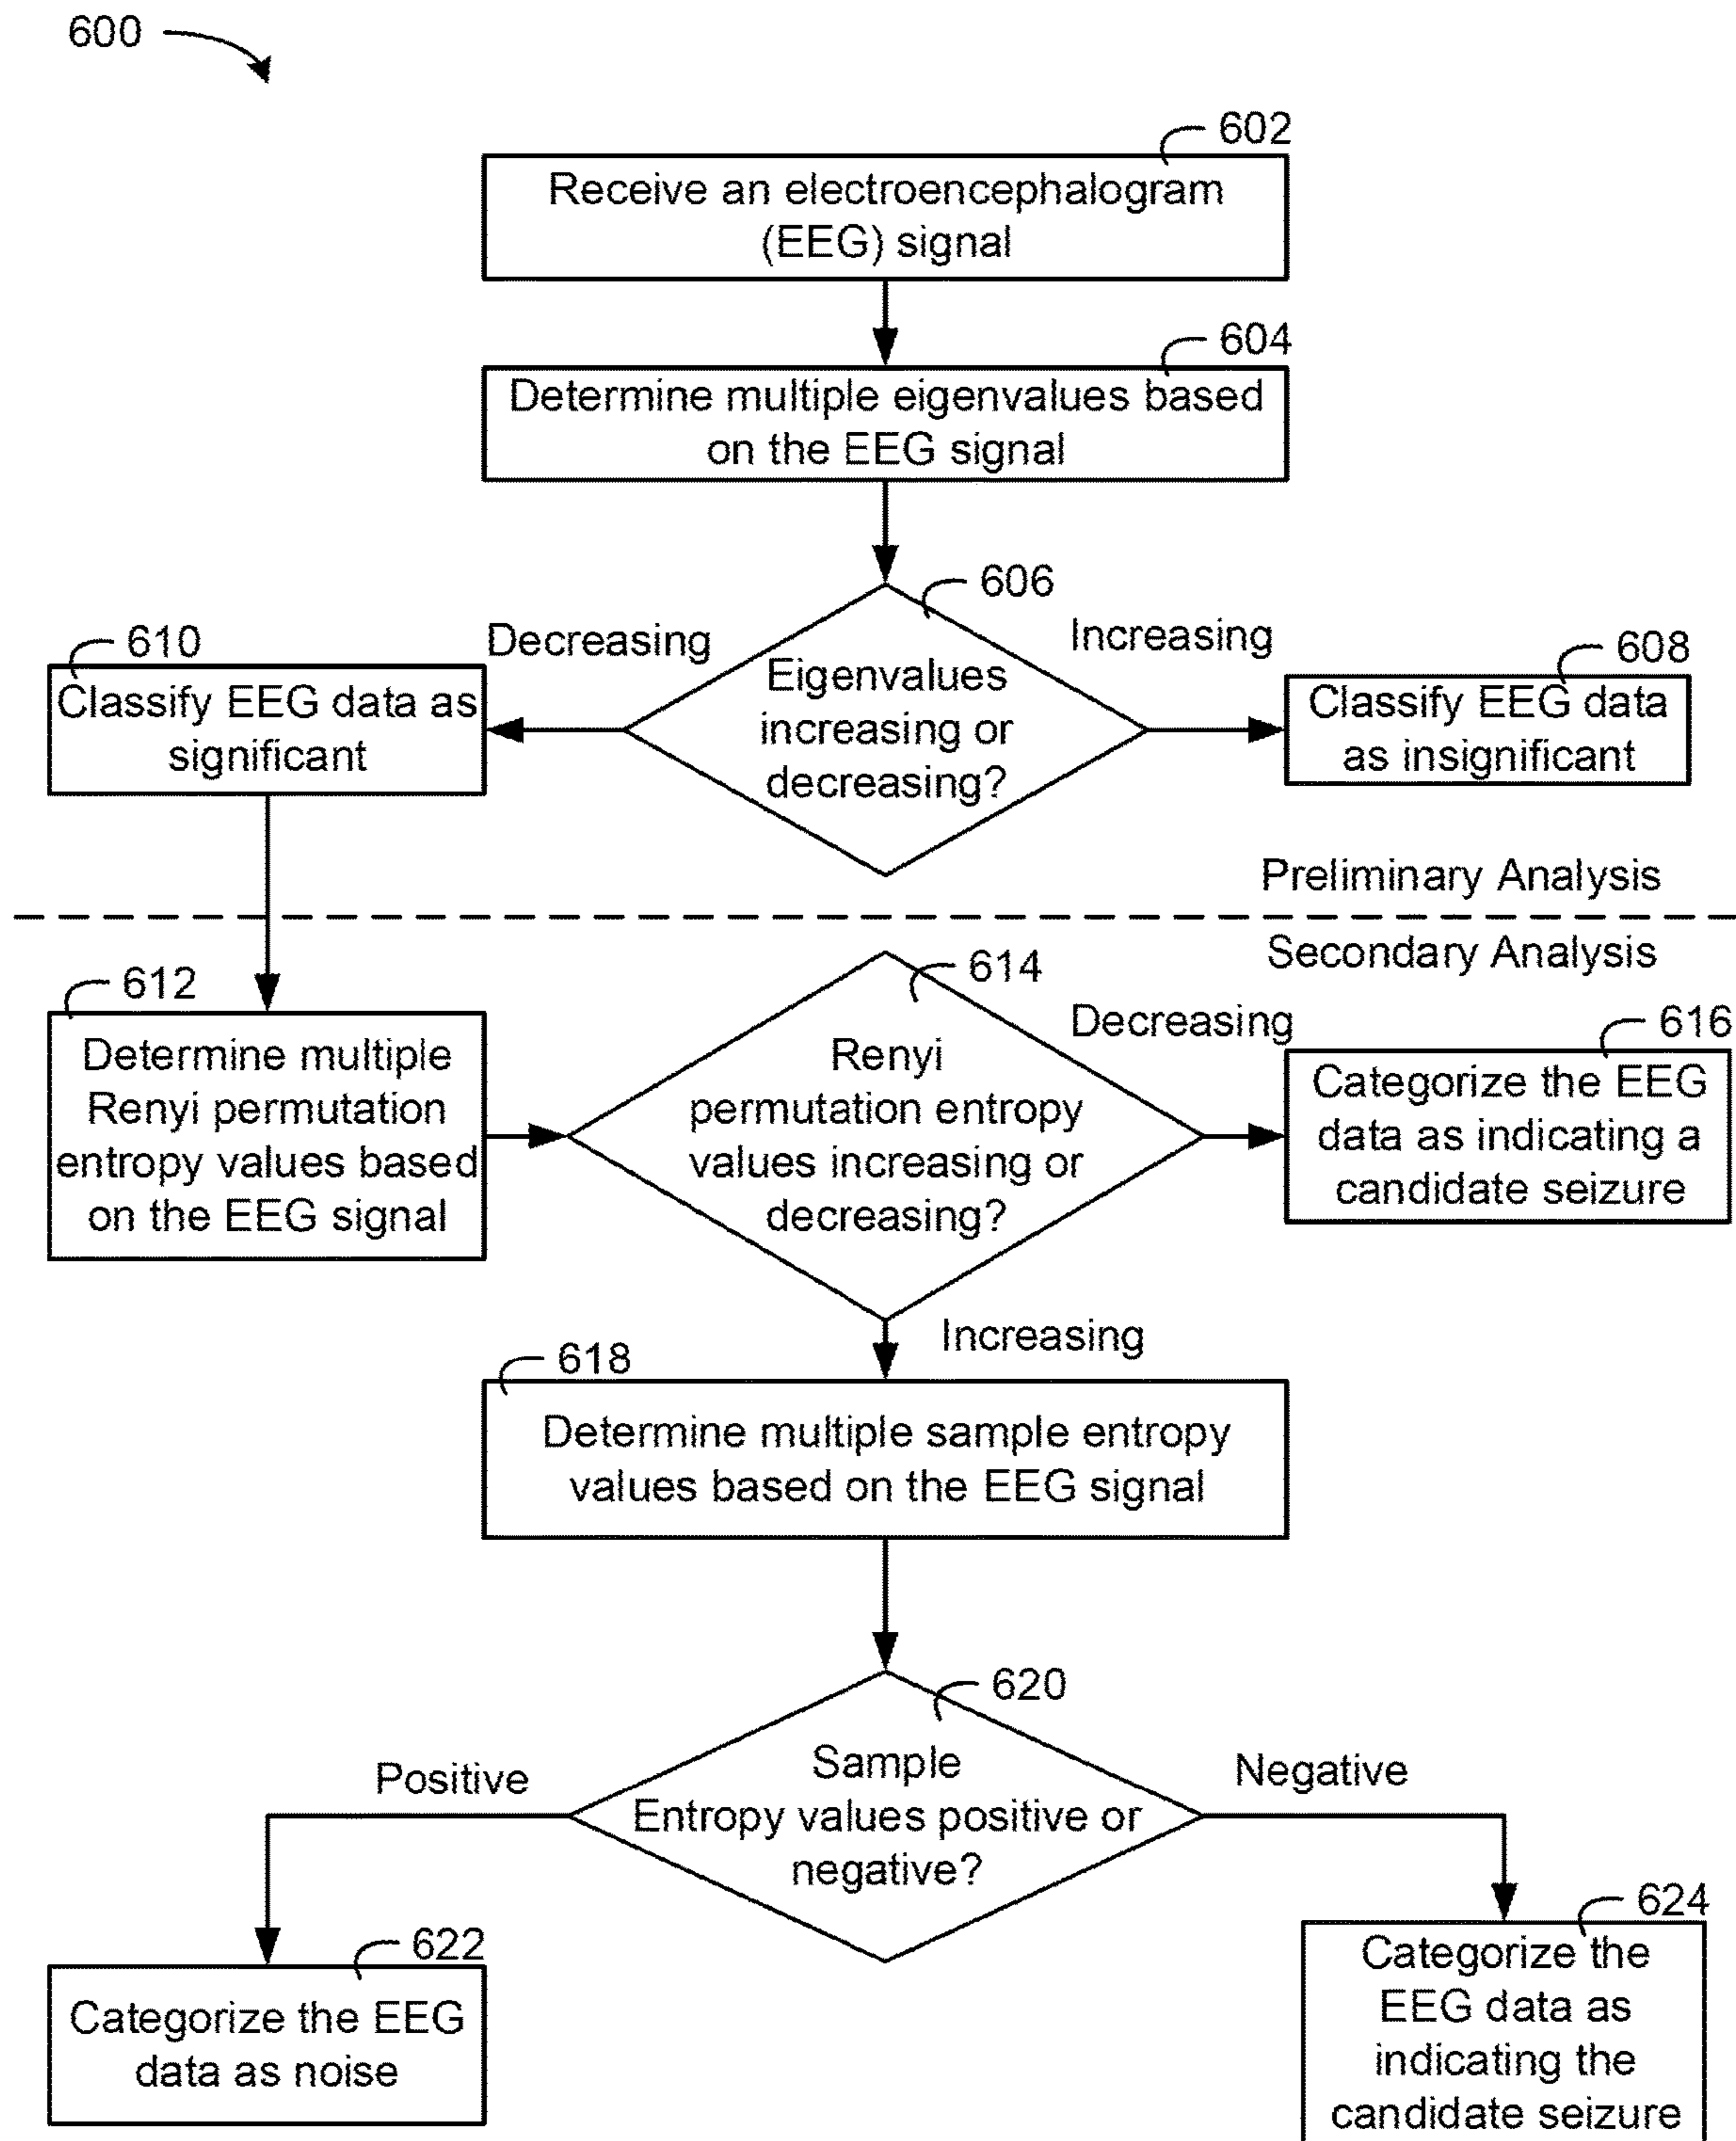 600
602
Receive an electroencephalogram
(EEG) signal
604
Determine multiple eigenvalues based
on the EEG signal
606
Eigenvalues
increasing or
decreasing?
Decreasing
Increasing
610
Classify EEG data as
significant
608
Classify EEG data
as insignificant
Preliminary Analysis
Secondary Analysis
612
Determine multiple
Renyi permutation
entropy values based
on the EEG signal
614
Renyi
permutation entropy
values increasing or
decreasing?
Decreasing
616
Categorize the EEG
data as indicating a
candidate seizure
Increasing
618
Determine multiple sample entropy
values based on the EEG signal
620
Sample
Entropy values positive or
negative?
Positive
Negative
622
Categorize the EEG
data as noise
624
Categorize the
EEG data as
indicating the
candidate seizure